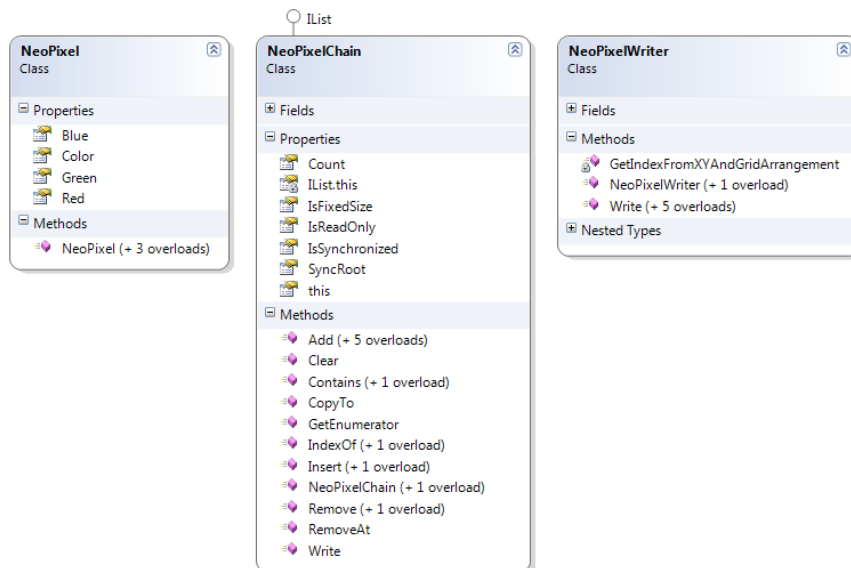 IList
NeoPixel
Class
Properties
Blue
Color
Green
Red
Methods
NeoPixel (+ 3 overloads)
NeoPixelChain
Class
Fields
Properties
Count
IList.this
IsFixedSize
IsReadOnly
IsSynchronized
SyncRoot
this
Methods
Add (+ 5 overloads)
Clear
Contains (+ 1 overload)
CopyTo
GetEnumerator
IndexOf (+ 1 overload)
Insert (+ 1 overload)
NeoPixelChain (+ 1 overload)
Remove (+ 1 overload)
RemoveAt
Write
NeoPixelWriter
Class
Fields
Methods
GetIndexFromXYAndGridArrangement
NeoPixelWriter (+ 1 overload)
Write (+ 5 overloads)
Nested Types